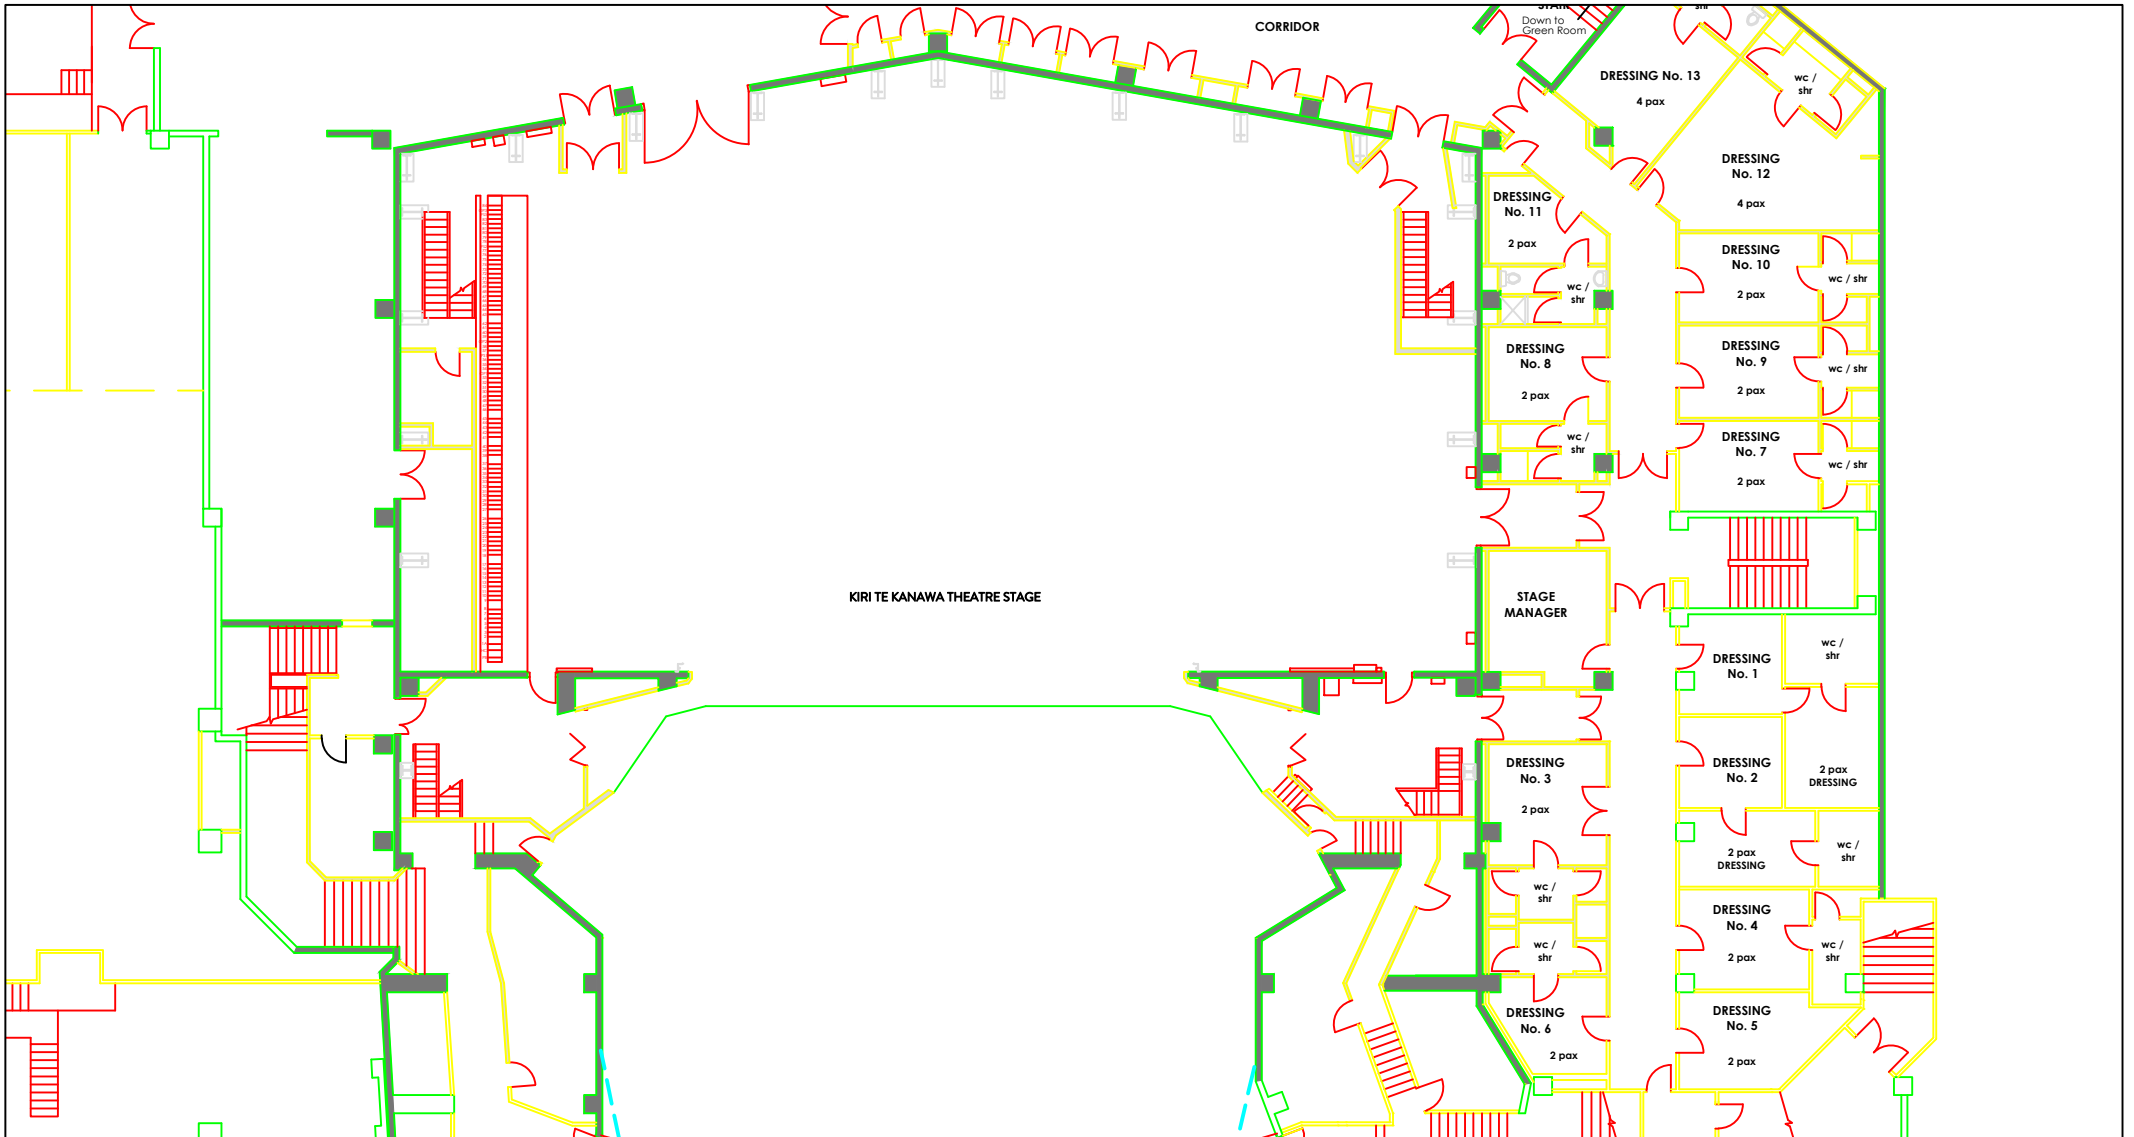 CORRIDOR
Down to
Green Room
shr
DRESSING No. 13
4 pax
wc /
shr
DRESSING
No. 12
4 pax
DRESSING
No. 11
2 pax
wc /
shr
DRESSING
No. 10
2 pax
wc / shr
DRESSING
No. 8
2 pax
wc /
shr
DRESSING
No. 9
2 pax
wc / shr
DRESSING
No. 7
2 pax
wc / shr
KIRI TE KANAWA THEATRE STAGE
STAGE
MANAGER
DRESSING
No. 1
wc /
shr
DRESSING
No. 3
2 pax
DRESSING
No. 2
2 pax
DRESSING
2 pax
DRESSING
wc /
shr
wc /
shr
wc /
shr
DRESSING
No. 4
2 pax
wc /
shr
DRESSING
No. 6
2 pax
DRESSING
No. 5
2 pax